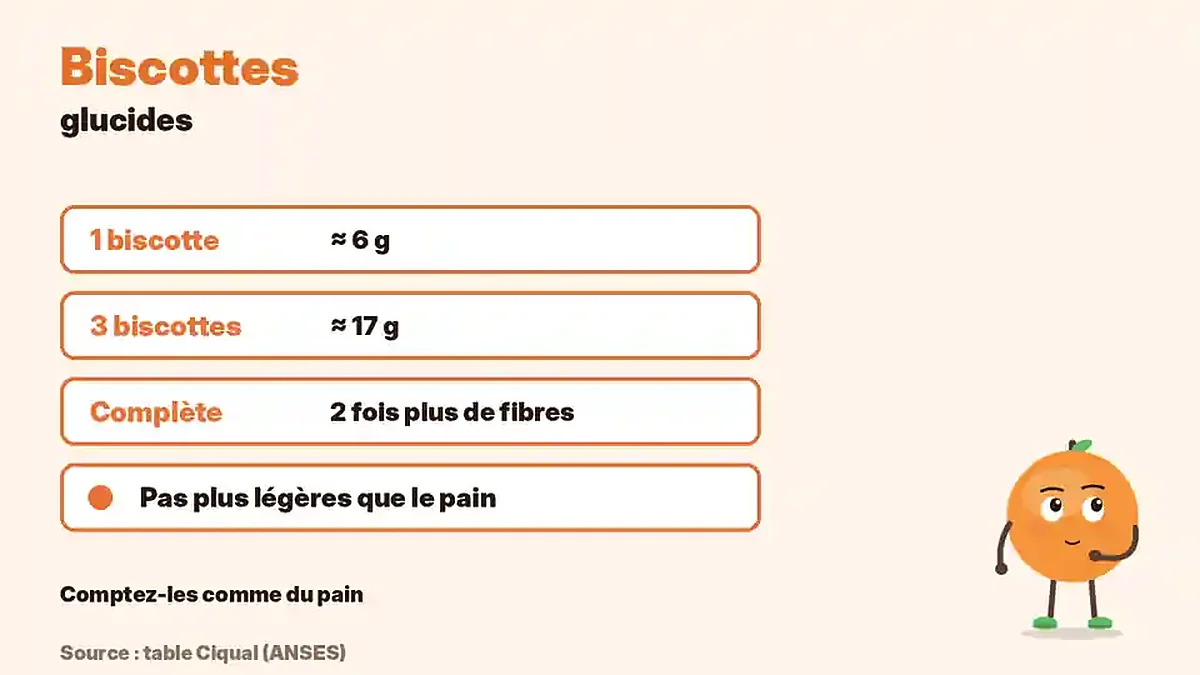 Biscottes
glucides
1 biscotte ≈ 6 g
3 biscottes ≈ 17 g
Complète 2 fois plus de fibres
Pas plus légères que le pain
Comptez-les comme du pain
Source : table Ciqual (ANSES)